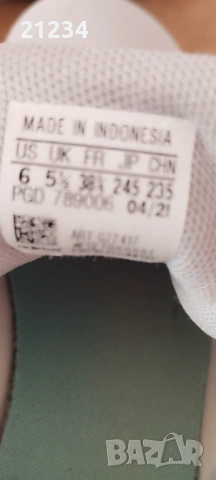 21234
MADE IN INDONESIA
US UK FR JP CHN
6 5½ 38⅔ 245 235
PGD 789006 04/21
ART
BAZAR